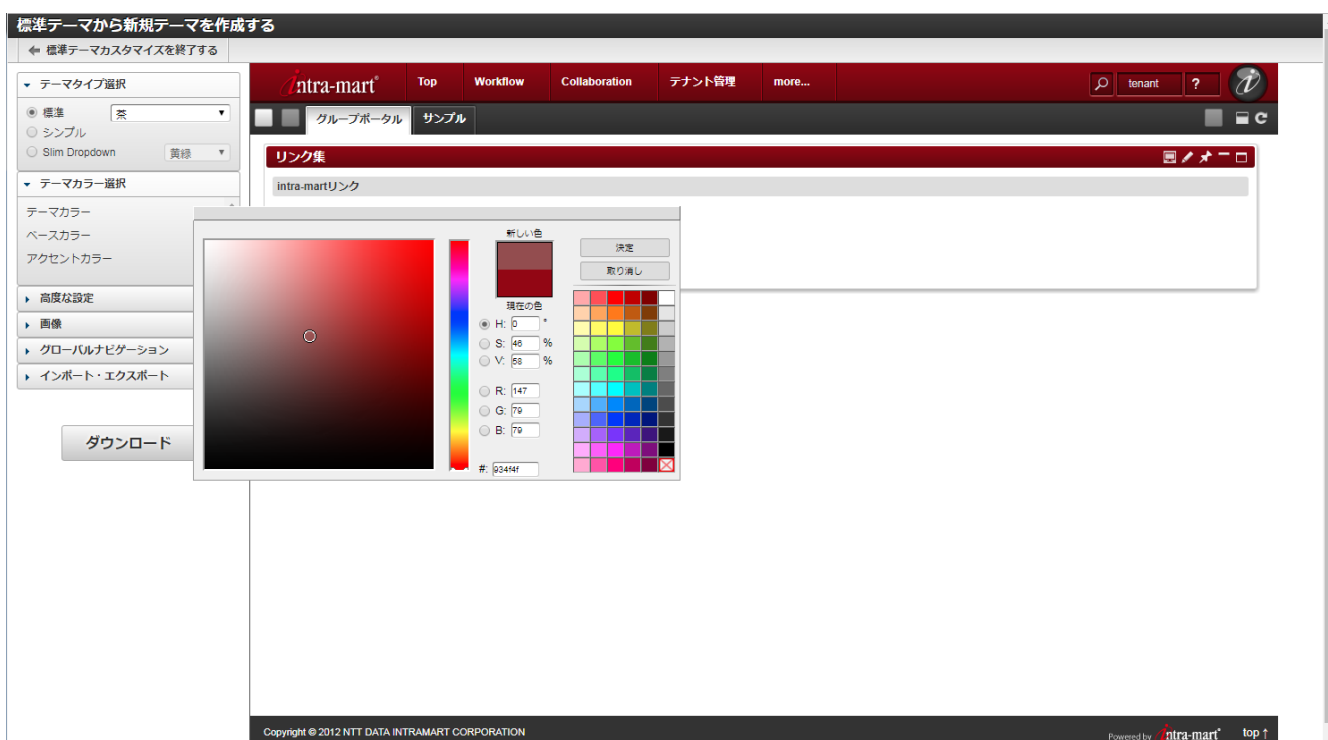 標準テーマから新規テーマを作成する
標準テーマカスタマイズを終了する
テーマタイプ選択
標準 茶
シンプル
Slim Dropdown 黄緑
テーマカラー選択
テーマカラー
ベースカラー
アクセントカラー
高度な設定
画像
グローバルナビゲーション
インポート・エクスポート
ダウンロード
intra-mart® Top Workflow Collaboration テナント管理 more... tenant ?
グループポータル サンプル
リンク集
intra-martリンク
新しい色
現在の色
決定
取り消し
H: 0 °
S: 46 %
V: 58 %
R: 147
G: 79
B: 79
#: 934f4f
Copyright © 2012 NTT DATA INTRAMART CORPORATION
Powered by intra-mart® top ↑